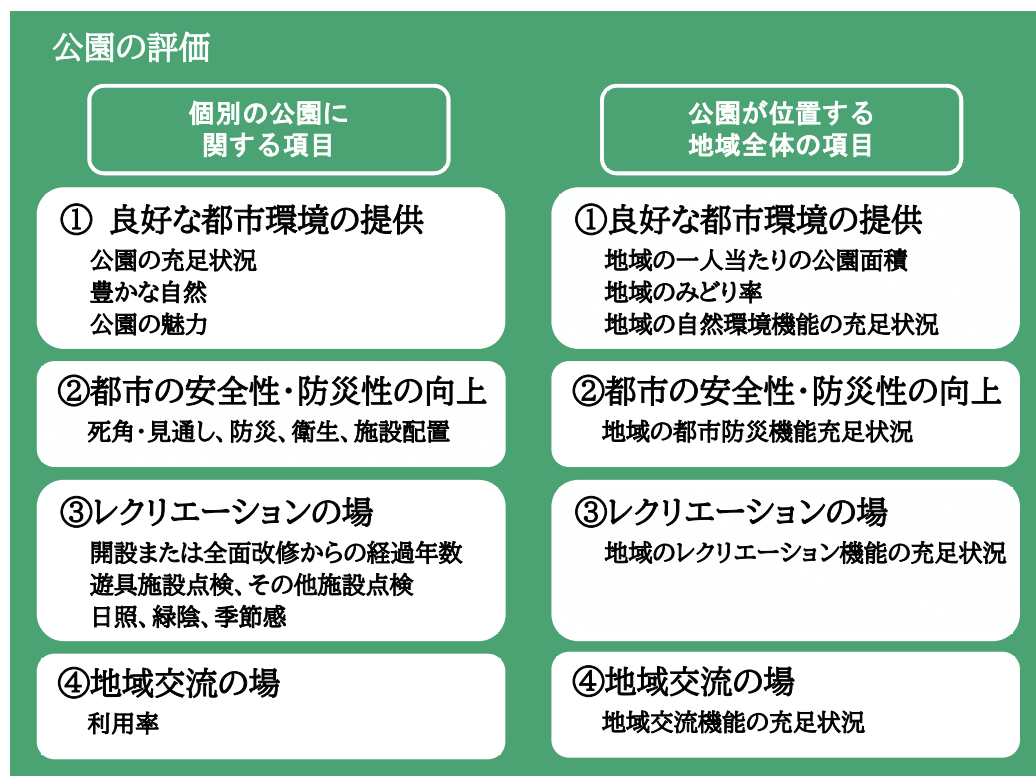 公園の評価
個別の公園に
関する項目
① 良好な都市環境の提供
公園の充足状況
豊かな自然
公園の魅力
②都市の安全性・防災性の向上
死角・見通し、防災、衛生、施設配置
③レクリエーションの場
開設または全面改修からの経過年数
遊具施設点検、その他施設点検
日照、緑陰、季節感
④地域交流の場
利用率
公園が位置する
地域全体の項目
①良好な都市環境の提供
地域の一人当たりの公園面積
地域のみどり率
地域の自然環境機能の充足状況
②都市の安全性・防災性の向上
地域の都市防災機能充足状況
③レクリエーションの場
地域のレクリエーション機能の充足状況
④地域交流の場
地域交流機能の充足状況